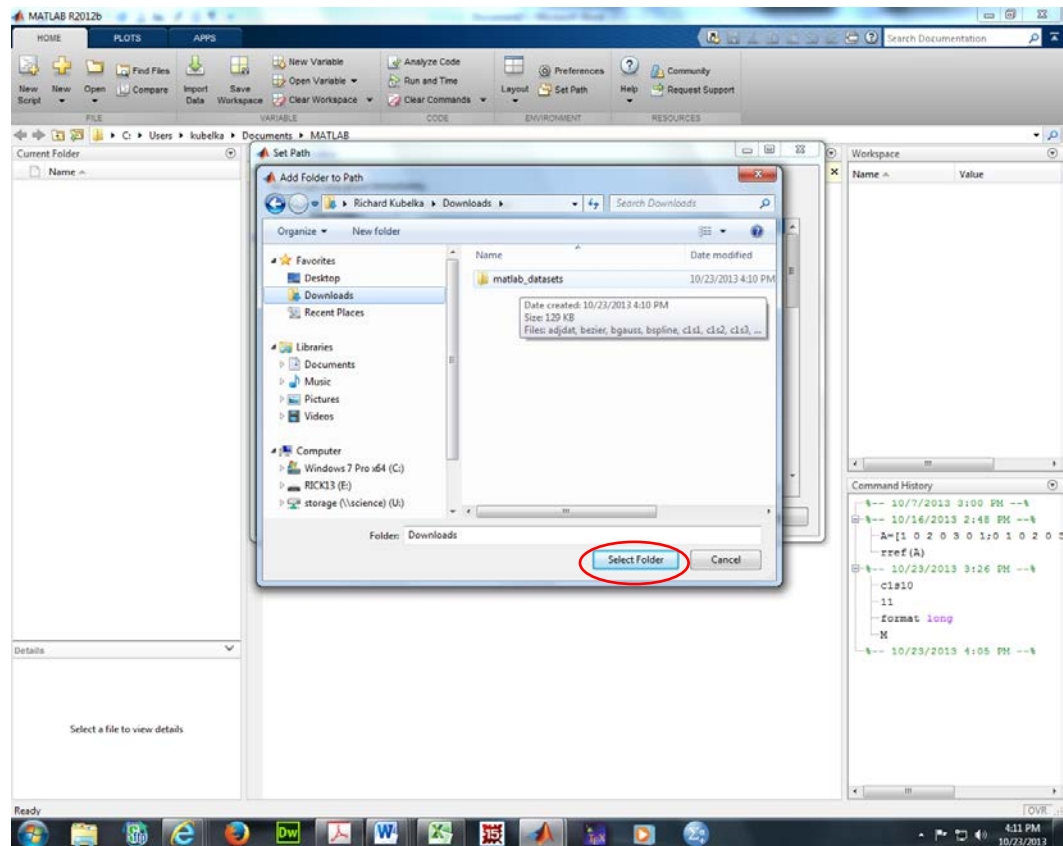 MATLAB R2012b
HOME PLOTS APPS
Search Documentation
New Script
New
Open
Find Files
Compare
Import Data
Save Workspace
New Variable
Open Variable
Clear Workspace
Analyze Code
Run and Time
Clear Commands
Layout
Preferences
Set Path
Help
Community
Request Support
FILE VARIABLE CODE ENVIRONMENT RESOURCES
C: Users kubelka Documents MATLAB
Current Folder
Name
Set Path
Add Folder to Path
Richard Kubelka Downloads
Search Downloads
Organize New folder
Favorites
Desktop
Downloads
Recent Places
Libraries
Documents
Music
Pictures
Videos
Computer
Windows 7 Pro x64 (C:)
RICK13 (E:)
storage (\\science) (U:)
Name Date modified
matlab_datasets 10/23/2013 4:10 PM
Date created: 10/23/2013 4:10 PM
Size: 129 KB
Files: adjdat, bezier, bgauss, bspline, c1s1, c1s2, c1s3, ...
Folder: Downloads
Select Folder Cancel
Workspace
Name Value
Command History
%-- 10/7/2013 3:00 PM --%
%-- 10/16/2013 2:48 PM --%
A=[1 0 2 0 3 0 1;0 1 0 2 0 3
rref(A)
%-- 10/23/2013 3:26 PM --%
c1s10
11
format long
M
%-- 10/23/2013 4:05 PM --%
Details
Select a file to view details
Ready
OVR
Dw
W
TeX
4:11 PM
10/23/2013